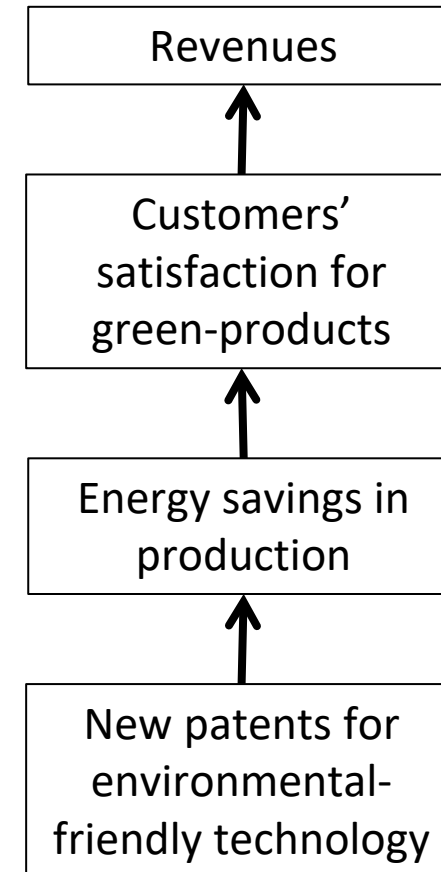 Revenues
Customers’
satisfaction for
green-products
Energy savings in
production
New patents for
environmental-
friendly technology